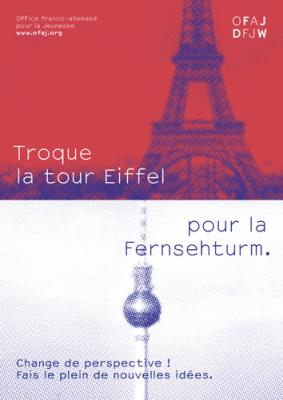 Office franco-allemand
pour la Jeunesse
www.ofaj.org
OFAJ
DFJW
Troque
la tour Eiffel
pour la
Fernsehturm.
Change de perspective !
Fais le plein de nouvelles idées.